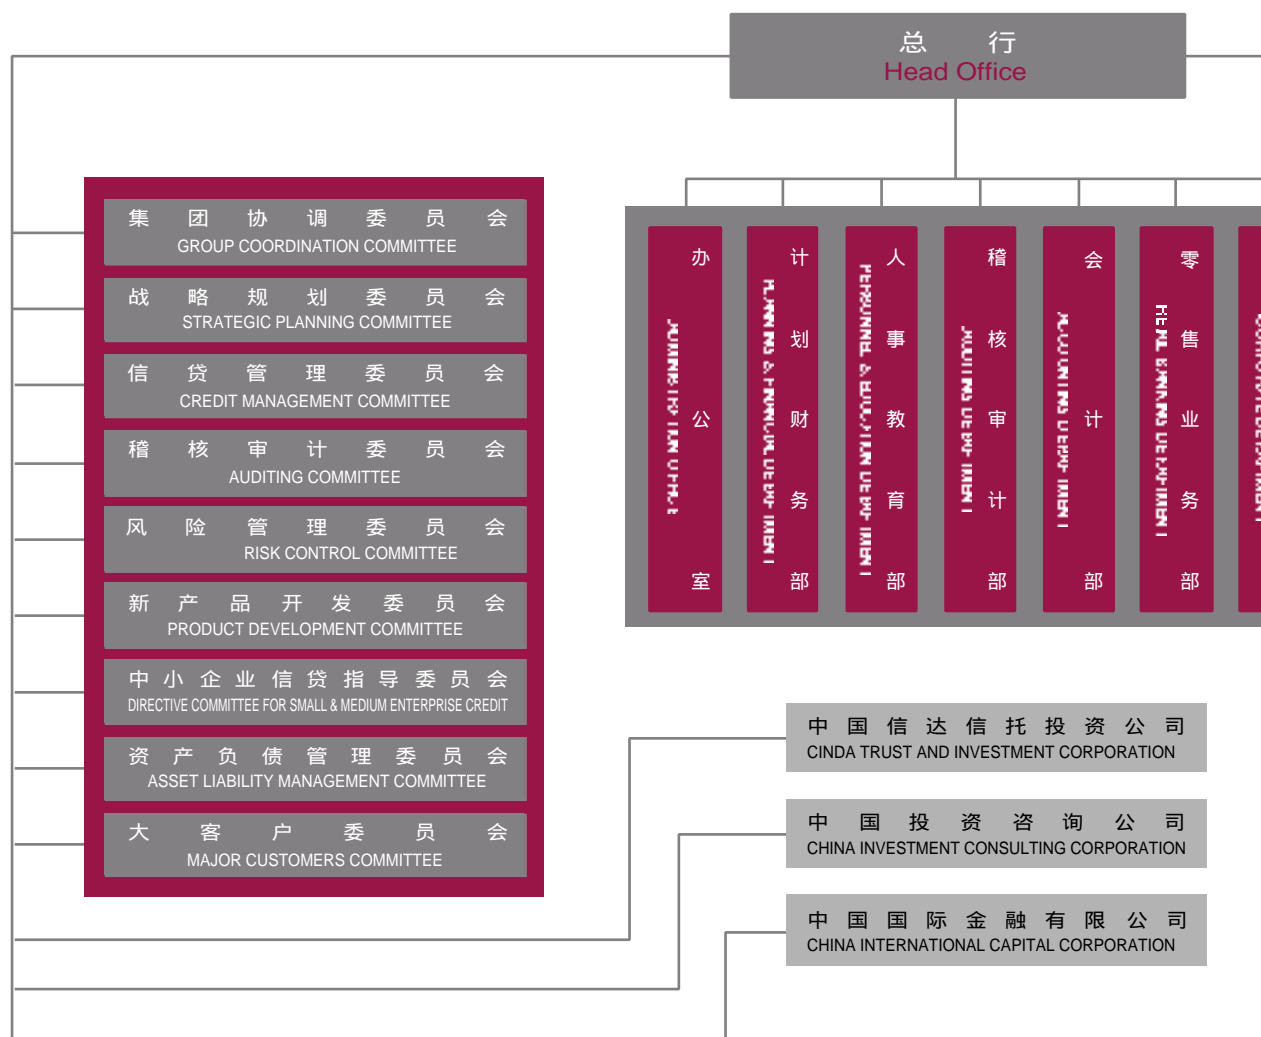 总行
Head Office
集团协调委员会
GROUP COORDINATION COMMITTEE
战略规划委员会
STRATEGIC PLANNING COMMITTEE
信贷管理委员会
CREDIT MANAGEMENT COMMITTEE
稽核审计委员会
AUDITING COMMITTEE
风险管理委员会
RISK CONTROL COMMITTEE
新产品开发委员会
PRODUCT DEVELOPMENT COMMITTEE
中小企业信贷指导委员会
DIRECTIVE COMMITTEE FOR SMALL & MEDIUM ENTERPRISE CREDIT
资产负债管理委员会
ASSET LIABILITY MANAGEMENT COMMITTEE
大客户委员会
MAJOR CUSTOMERS COMMITTEE
办公室
计划财务部
人事教育部
稽核审计部
会计部
零售业务部
中国信达信托投资公司
CINDA TRUST AND INVESTMENT CORPORATION
中国投资咨询公司
CHINA INVESTMENT CONSULTING CORPORATION
中国国际金融有限公司
CHINA INTERNATIONAL CAPITAL CORPORATION